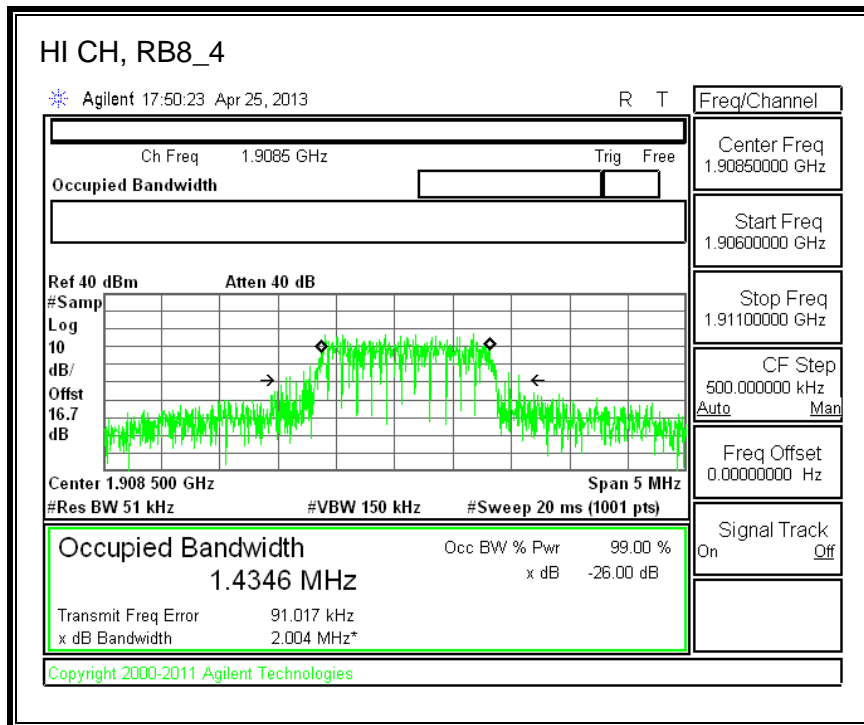 HI CH, RB8_4
Agilent 17:50:23 Apr 25, 2013 R T
Freq/Channel
Ch Freq 1.9085 GHz Trig Free
Occupied Bandwidth
Center Freq
1.90850000 GHz
Start Freq
1.90600000 GHz
Stop Freq
1.91100000 GHz
CF Step
500.000000 kHz
Auto Man
Freq Offset
0.00000000 Hz
Signal Track
On Off
Ref 40 dBm Atten 40 dB
#Samp
Log
10
dB/
Offst
16.7
dB
Center 1.908 500 GHz Span 5 MHz
#Res BW 51 kHz #VBW 150 kHz #Sweep 20 ms (1001 pts)
Occupied Bandwidth Occ BW % Pwr 99.00 %
1.4346 MHz x dB -26.00 dB
Transmit Freq Error 91.017 kHz
x dB Bandwidth 2.004 MHz*
Copyright 2000-2011 Agilent Technologies